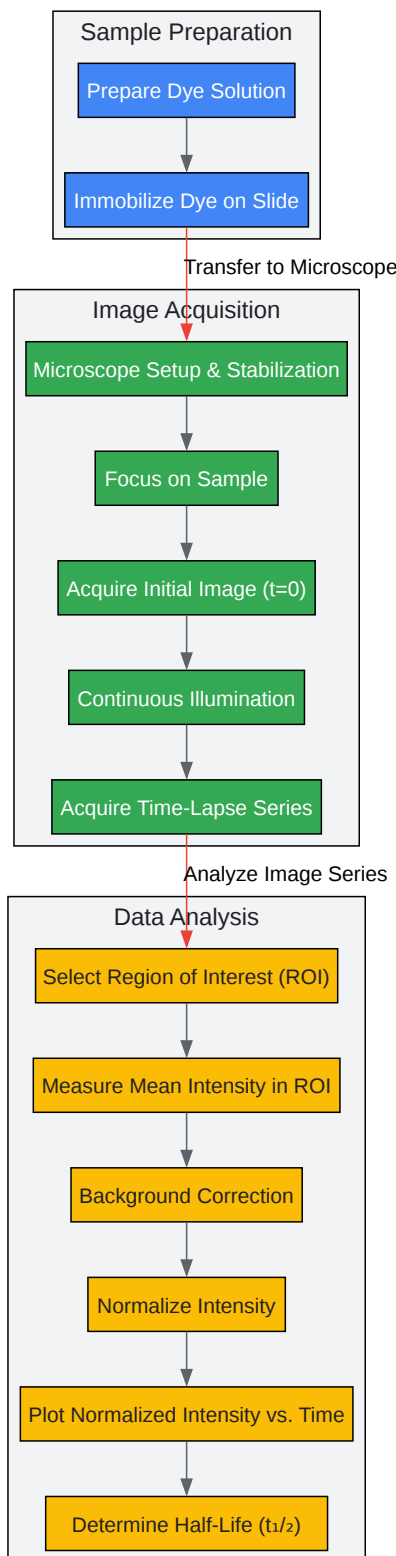 Sample Preparation
Prepare Dye Solution
Immobilize Dye on Slide
Transfer to Microscope
Image Acquisition
Microscope Setup & Stabilization
Focus on Sample
Acquire Initial Image (t=0)
Continuous Illumination
Acquire Time-Lapse Series
Analyze Image Series
Data Analysis
Select Region of Interest (ROI)
Measure Mean Intensity in ROI
Background Correction
Normalize Intensity
Plot Normalized Intensity vs. Time
Determine Half-Life (t₁/₂)